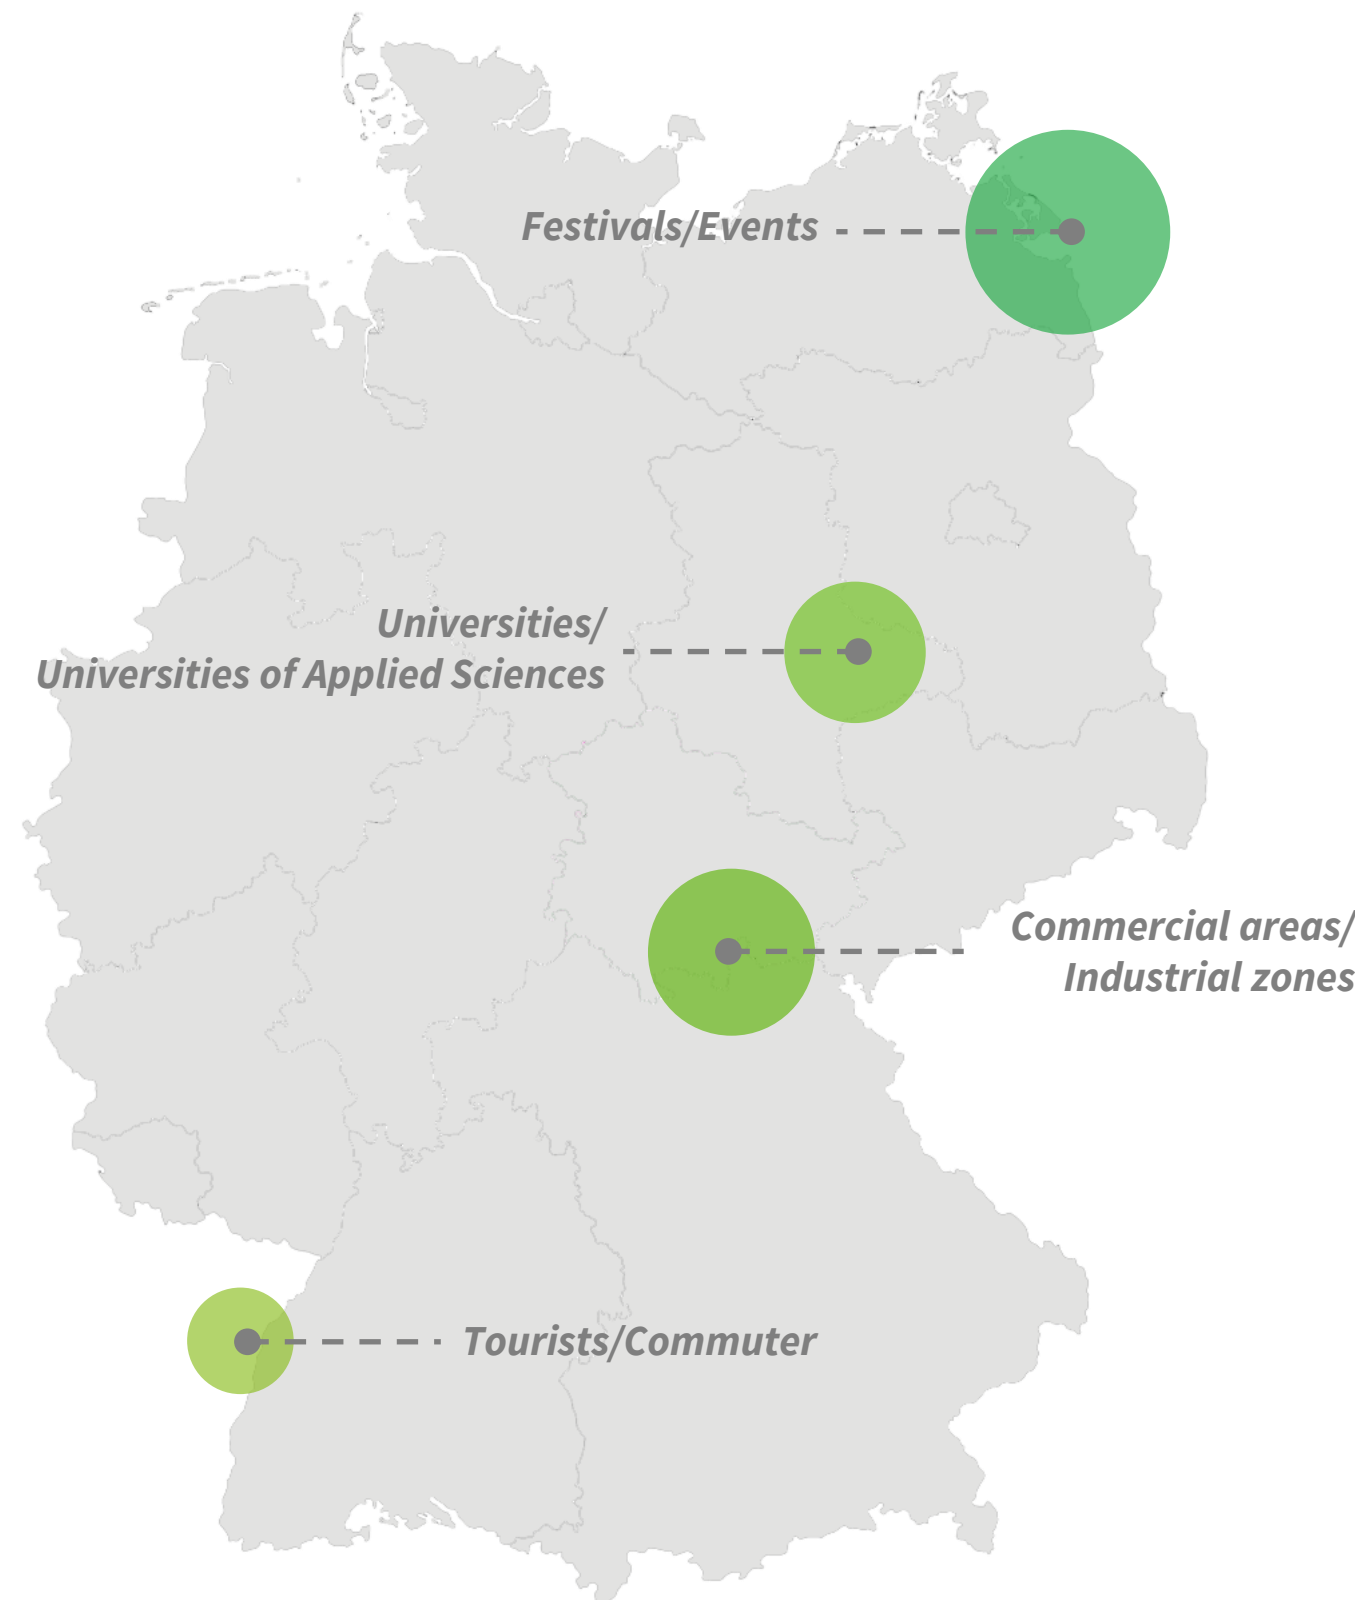 Festivals/Events
Universities/
Universities of Applied Sciences
Commercial areas/
Industrial zones
Tourists/Commuter